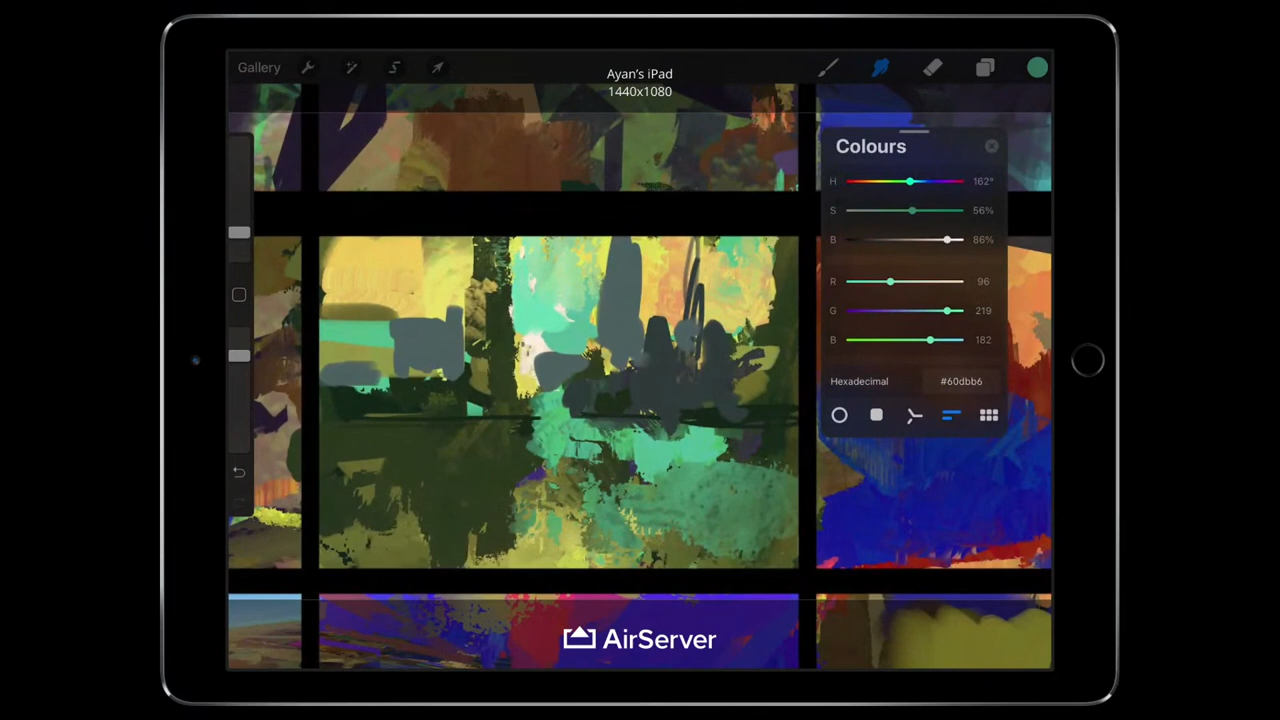 Gallery
Ayan's iPad
1440x1080
Colours
H 162°
S 56%
B 86%
R 96
G 219
B 182
Hexadecimal #60dbb6
AirServer